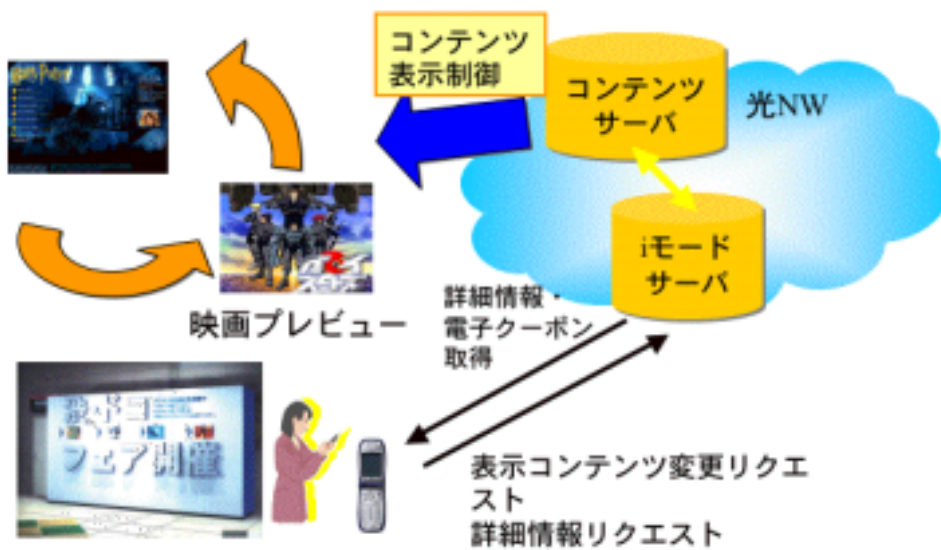 コンテンツ
表示制御
コンテンツ
サーバ
光NW
iモード
サーバ
映画プレビュー
詳細情報・
電子クーポン
取得
フェア開催
表示コンテンツ変更リクエ
スト
詳細情報リクエスト